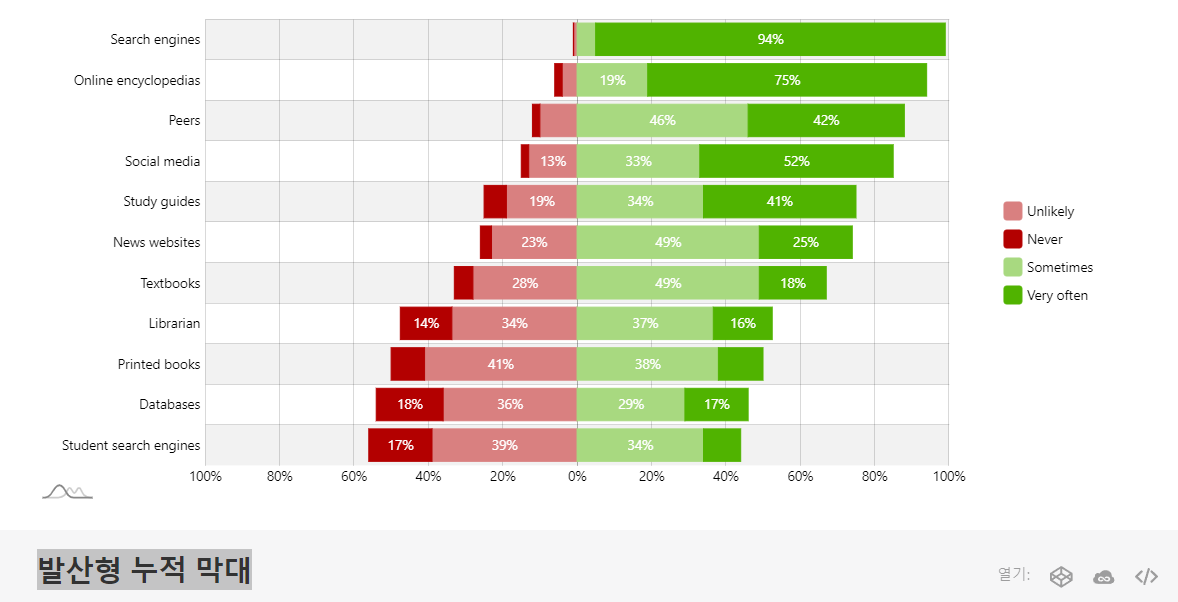 Search engines 94%
Online encyclopedias 19% 75%
Peers 46% 42%
Social media 13% 33% 52%
Study guides 19% 34% 41%
News websites 23% 49% 25%
Textbooks 28% 49% 18%
Librarian 14% 34% 37% 16%
Printed books 41% 38%
Databases 18% 36% 29% 17%
Student search engines 17% 39% 34%
100% 80% 60% 40% 20% 0% 20% 40% 60% 80% 100%
Unlikely
Never
Sometimes
Very often
발산형 누적 막대
열기: